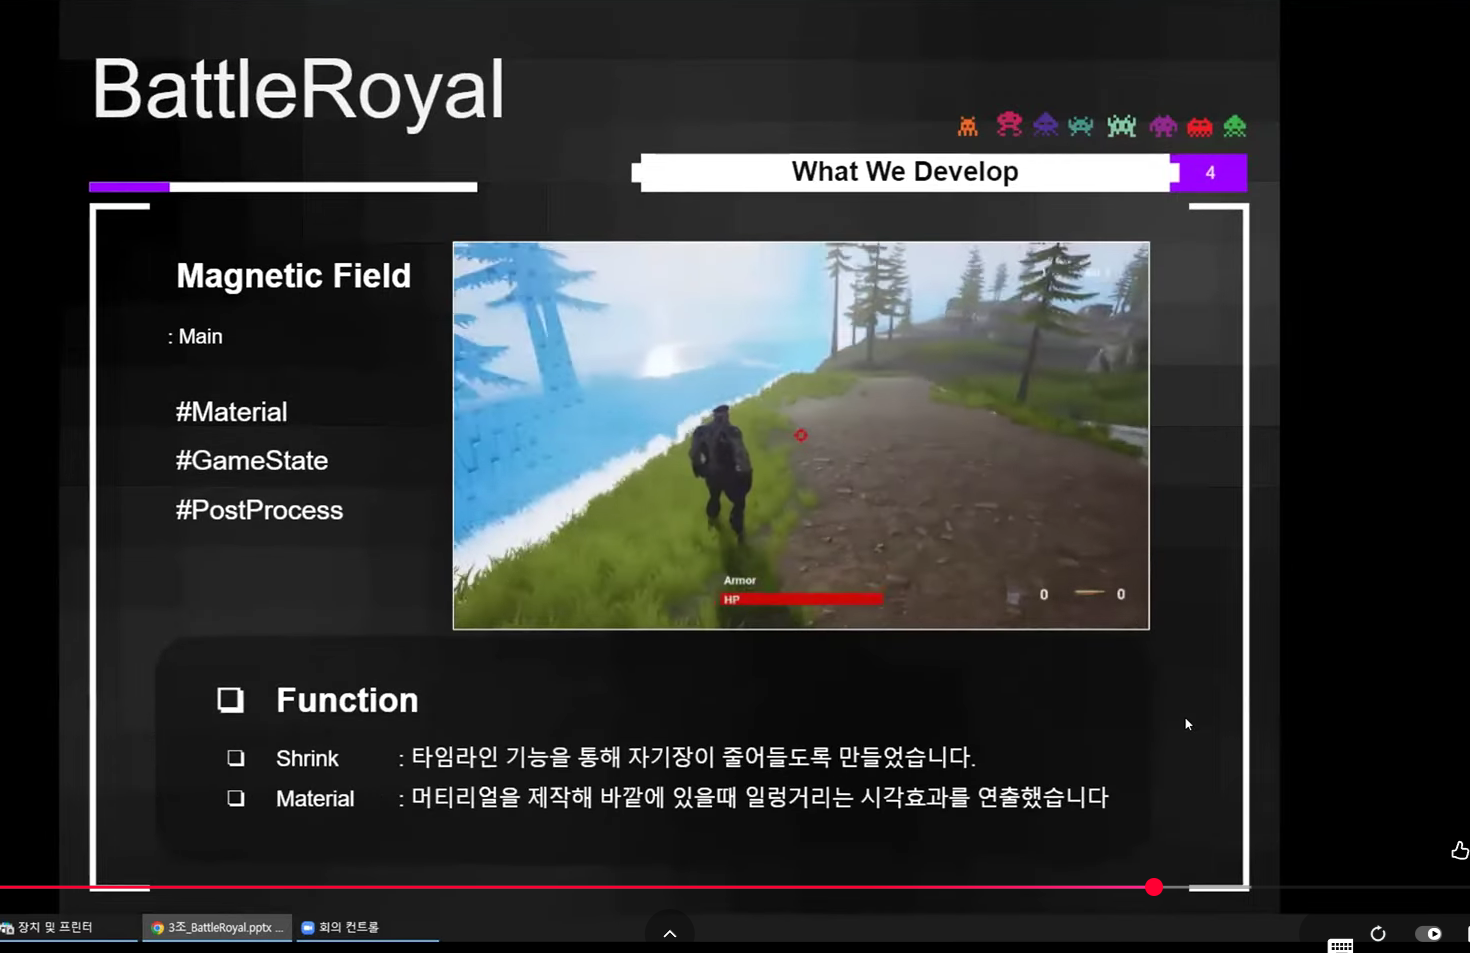 BattleRoyal
What We Develop
4
Magnetic Field
: Main
#Material
#GameState
#PostProcess
Armor
HP
0
0
Function
Shrink : 타임라인 기능을 통해 자기장이 줄어들도록 만들었습니다.
Material : 머티리얼을 제작해 바깥에 있을때 일렁거리는 시각효과를 연출했습니다
장치 및 프린터
3조_BattleRoyal.pptx ...
회의 컨트롤